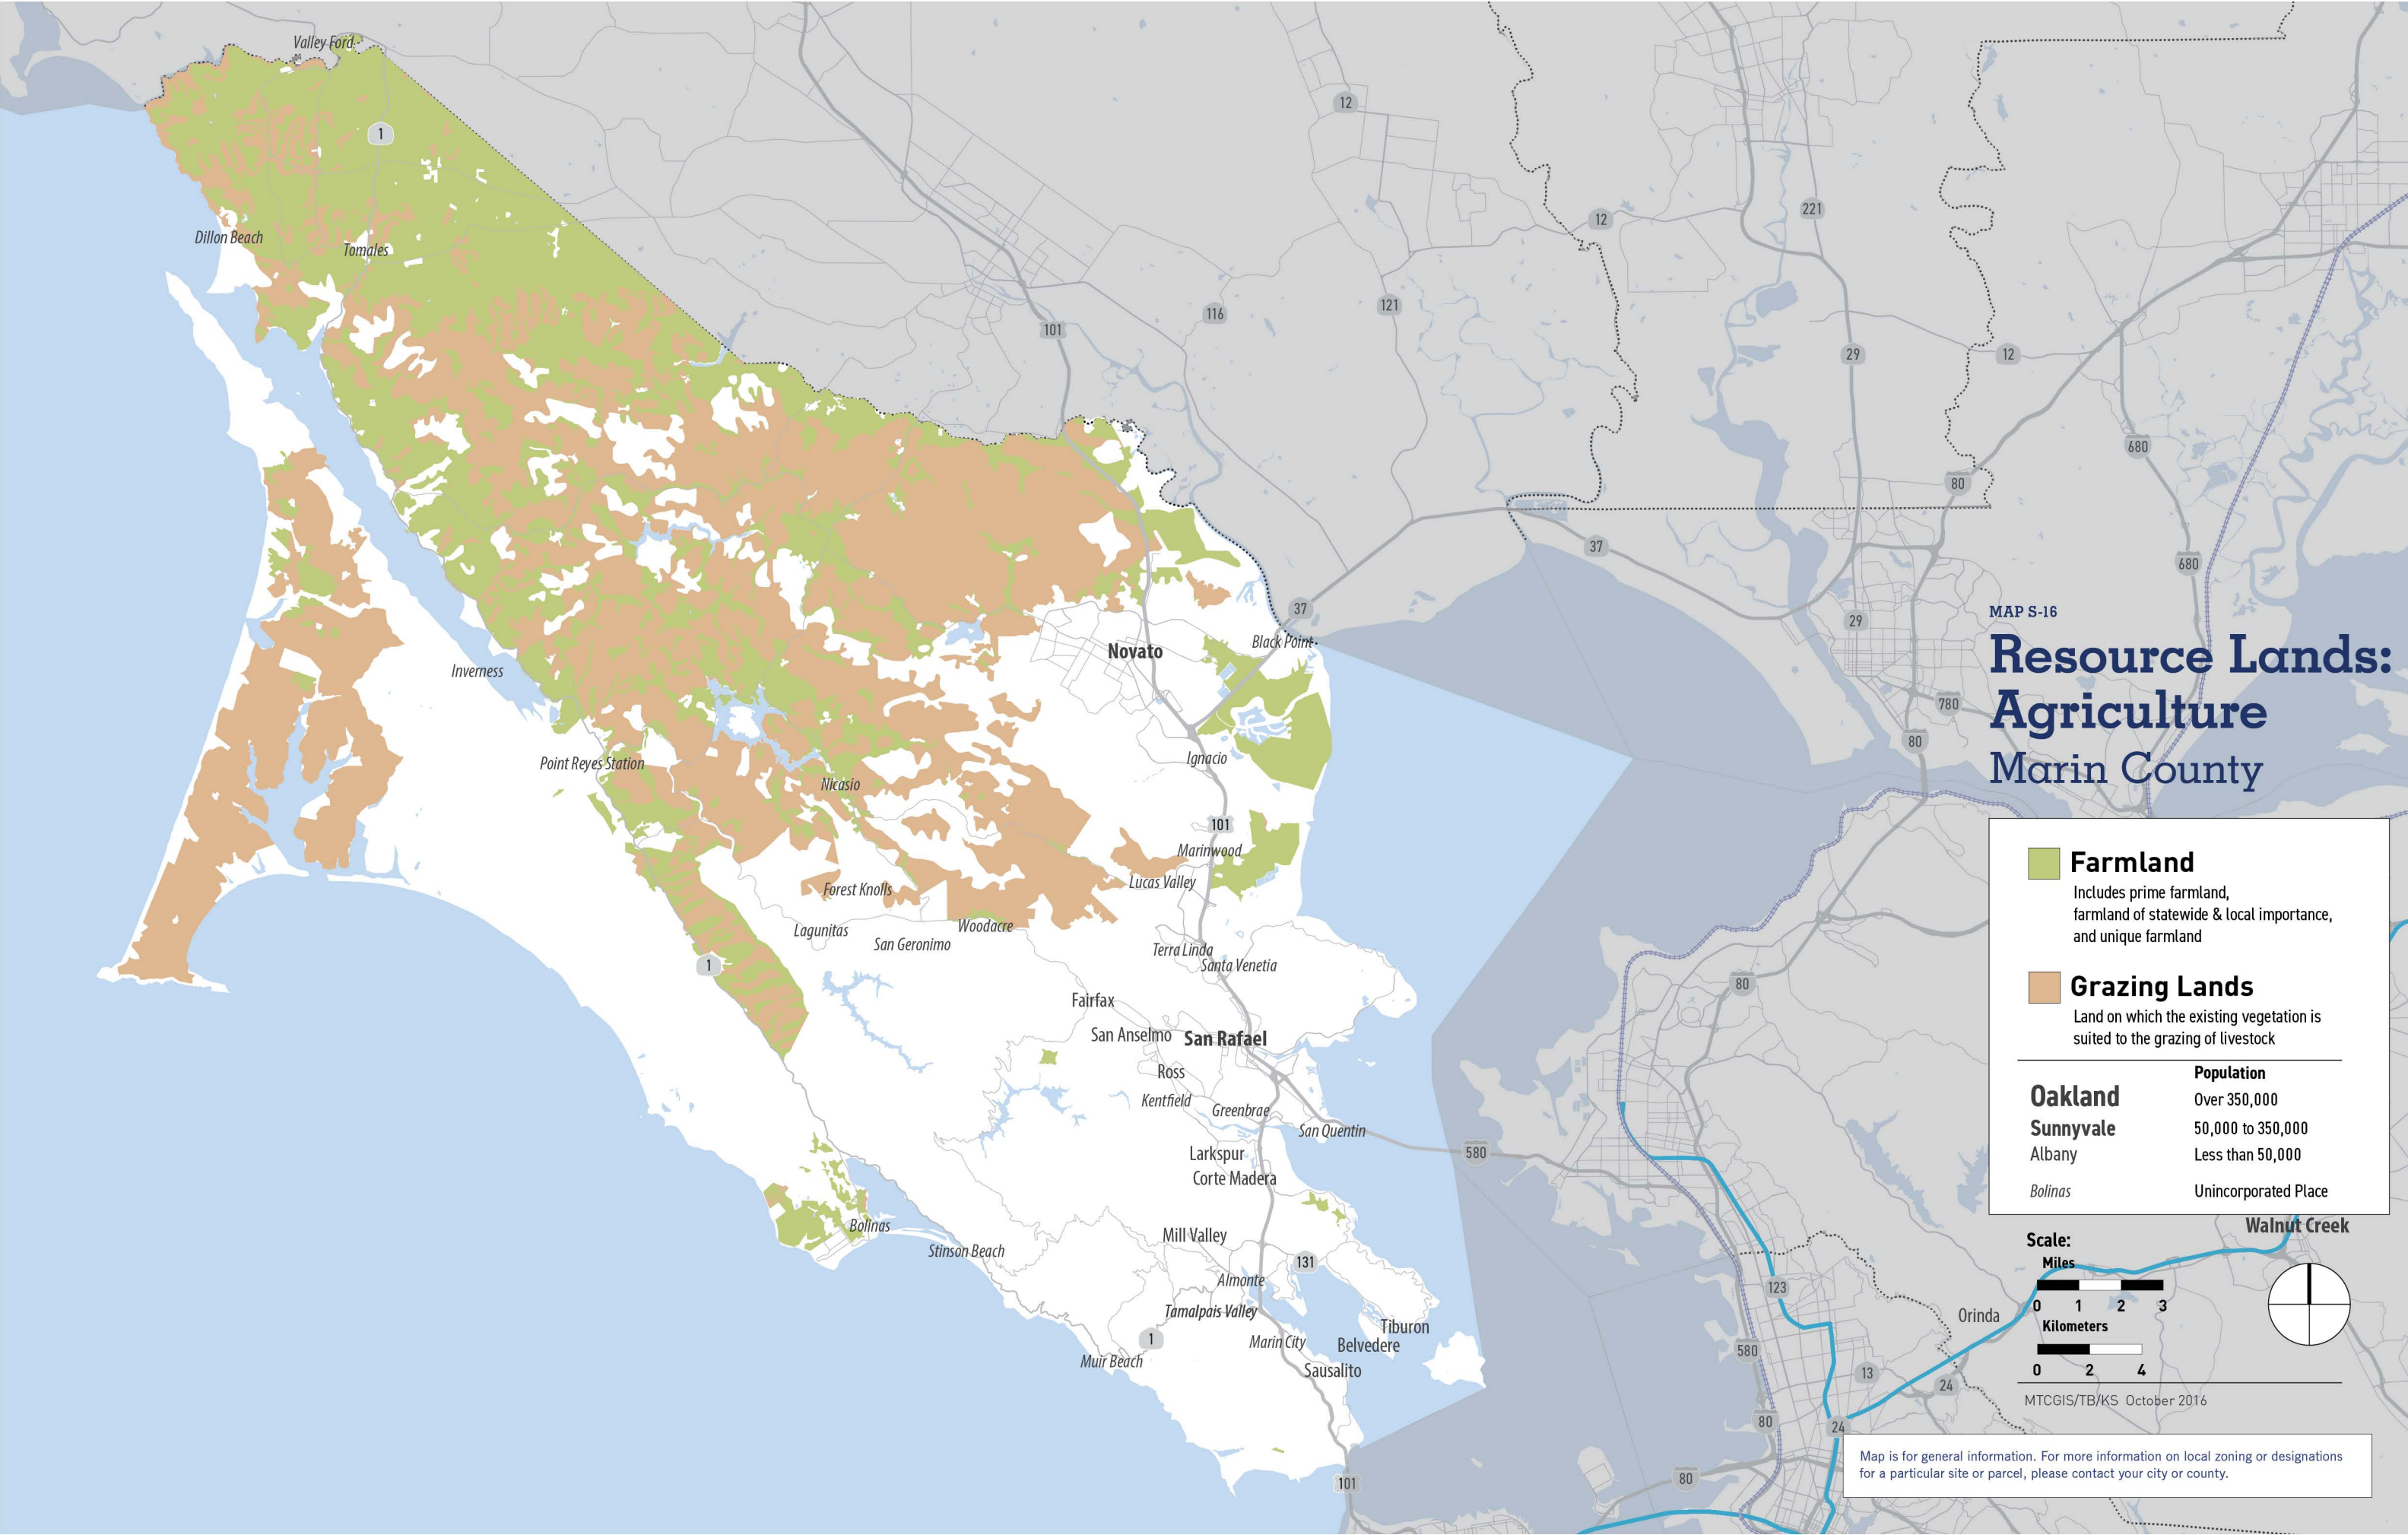 Valley Ford
1
12
12
221
Dillon Beach
Tomales
121
116
101
29
12
680
80
37
680
37
29
MAP S-16
Resource Lands:
Agriculture
Marin County
Black Point
Novato
Inverness
780
80
Ignacio
Point Reyes Station
Nicasio
101
Marinwood
Lucas Valley
Forest Knolls
Woodacre
Lagunitas
San Geronimo
Terra Linda
Santa Venetia
1
80
Fairfax
San Anselmo
San Rafael
Ross
Kentfield
Greenbrae
San Quentin
580
Larkspur
Corte Madera
Bolinas
Stinson Beach
Mill Valley
131
Almonte
Tamalpais Valley
1
Marin City
Tiburon
Belvedere
Muir Beach
Sausalito
101
Farmland
Includes prime farmland,
farmland of statewide & local importance,
and unique farmland
Grazing Lands
Land on which the existing vegetation is
suited to the grazing of livestock
Population
Oakland Over 350,000
Sunnyvale 50,000 to 350,000
Albany Less than 50,000
Bolinas Unincorporated Place
Walnut Creek
Scale:
Miles
0 1 2 3
Kilometers
0 2 4
Orinda
123
580
13
24
80
24
80
MTCGIS/TB/KS October 2016
Map is for general information. For more information on local zoning or designations
for a particular site or parcel, please contact your city or county.